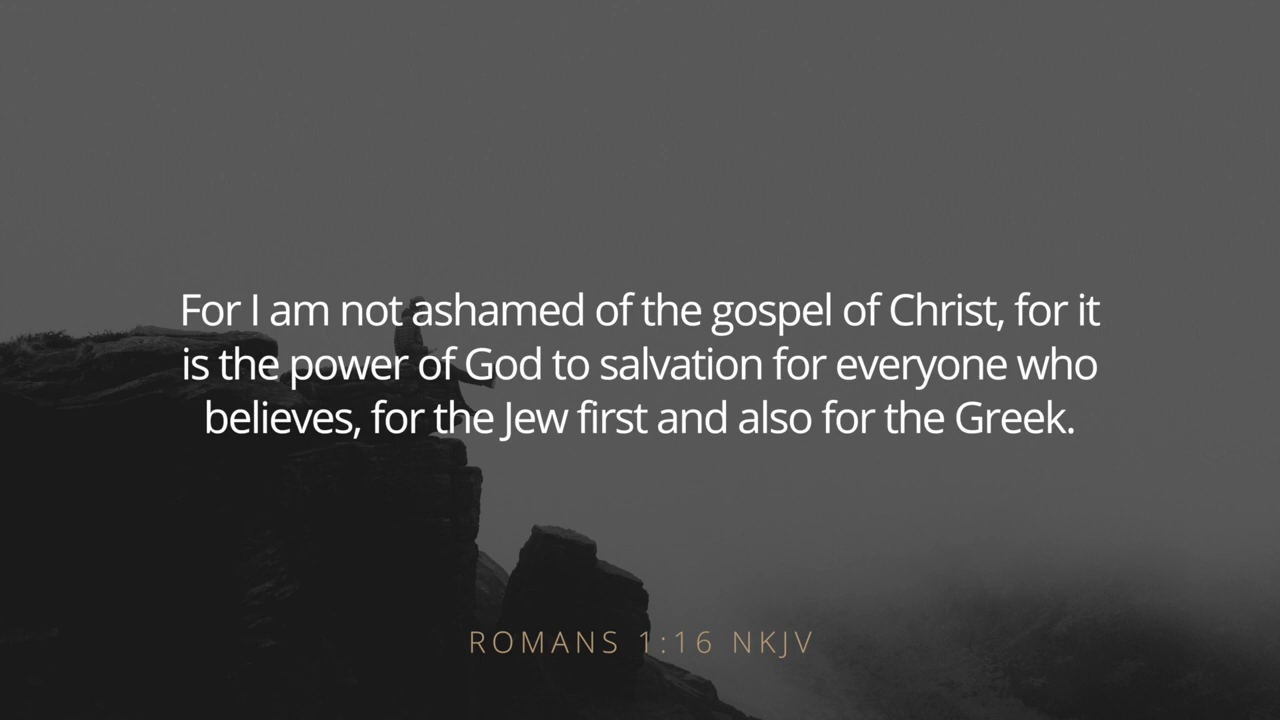 For I am not ashamed of the gospel of Christ, for it
is the power of God to salvation for everyone who
believes, for the Jew first and also for the Greek.
ROMANS 1:16 NKJV